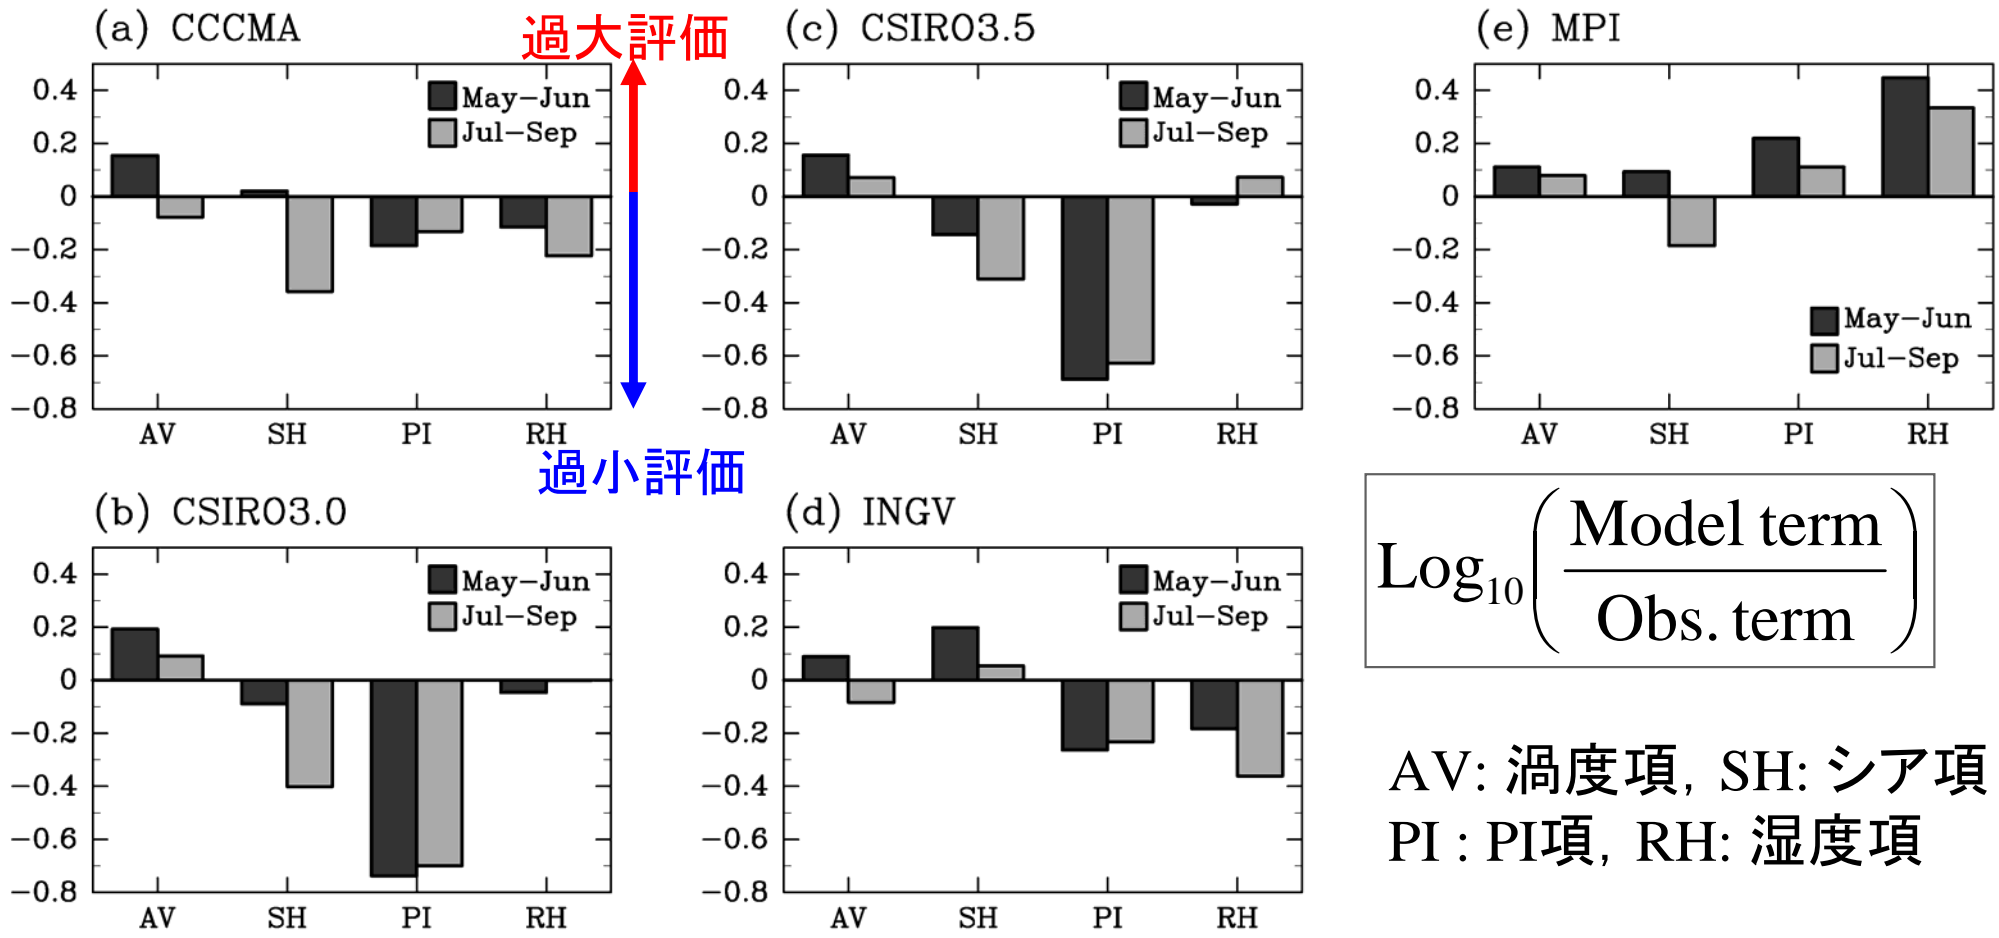 (a) CCCMA
過大評価
0.4
0.2
0
−0.2
−0.4
−0.6
−0.8
May−Jun
Jul−Sep
AV SH PI RH
過小評価
(b) CSIRO3.0
0.4
0.2
0
−0.2
−0.4
−0.6
−0.8
May−Jun
Jul−Sep
AV SH PI RH
(c) CSIRO3.5
0.4
0.2
0
−0.2
−0.4
−0.6
−0.8
May−Jun
Jul−Sep
AV SH PI RH
(d) INGV
0.4
0.2
0
−0.2
−0.4
−0.6
−0.8
May−Jun
Jul−Sep
AV SH PI RH
(e) MPI
0.4
0.2
0
−0.2
−0.4
−0.6
−0.8
May−Jun
Jul−Sep
AV SH PI RH
Log10(Model term / Obs. term)
AV: 渦度項, SH: シア項
PI : PI項, RH: 湿度項